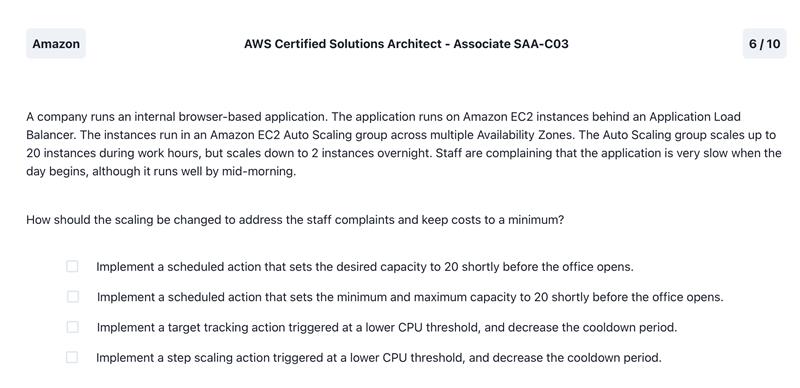 Amazon
AWS Certified Solutions Architect - Associate SAA-C03
6 / 10
A company runs an internal browser-based application. The application runs on Amazon EC2 instances behind an Application Load
Balancer. The instances run in an Amazon EC2 Auto Scaling group across multiple Availability Zones. The Auto Scaling group scales up to
20 instances during work hours, but scales down to 2 instances overnight. Staff are complaining that the application is very slow when the
day begins, although it runs well by mid-morning.
How should the scaling be changed to address the staff complaints and keep costs to a minimum?
Implement a scheduled action that sets the desired capacity to 20 shortly before the office opens.
Implement a scheduled action that sets the minimum and maximum capacity to 20 shortly before the office opens.
Implement a target tracking action triggered at a lower CPU threshold, and decrease the cooldown period.
Implement a step scaling action triggered at a lower CPU threshold, and decrease the cooldown period.